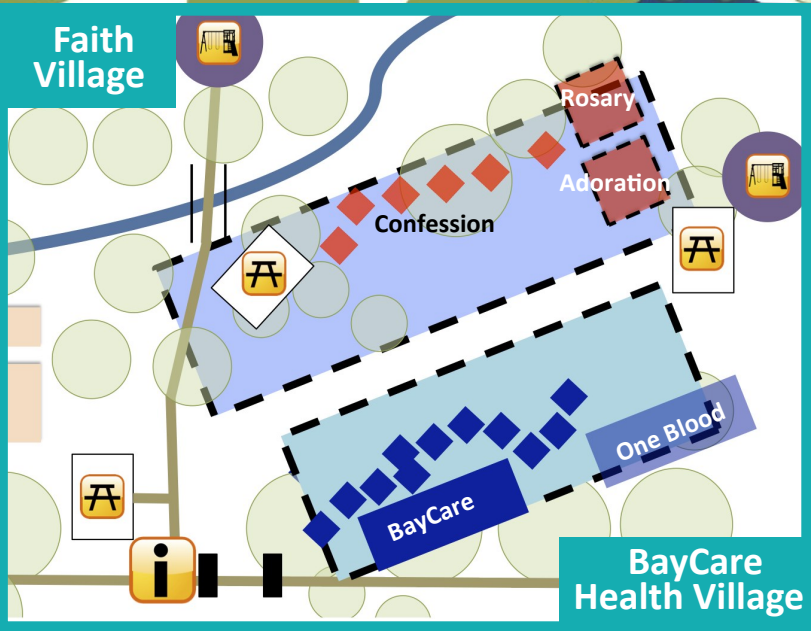 Faith
Village
Rosary
Adoration
Confession
i
One Blood
BayCare
BayCare
Health Village